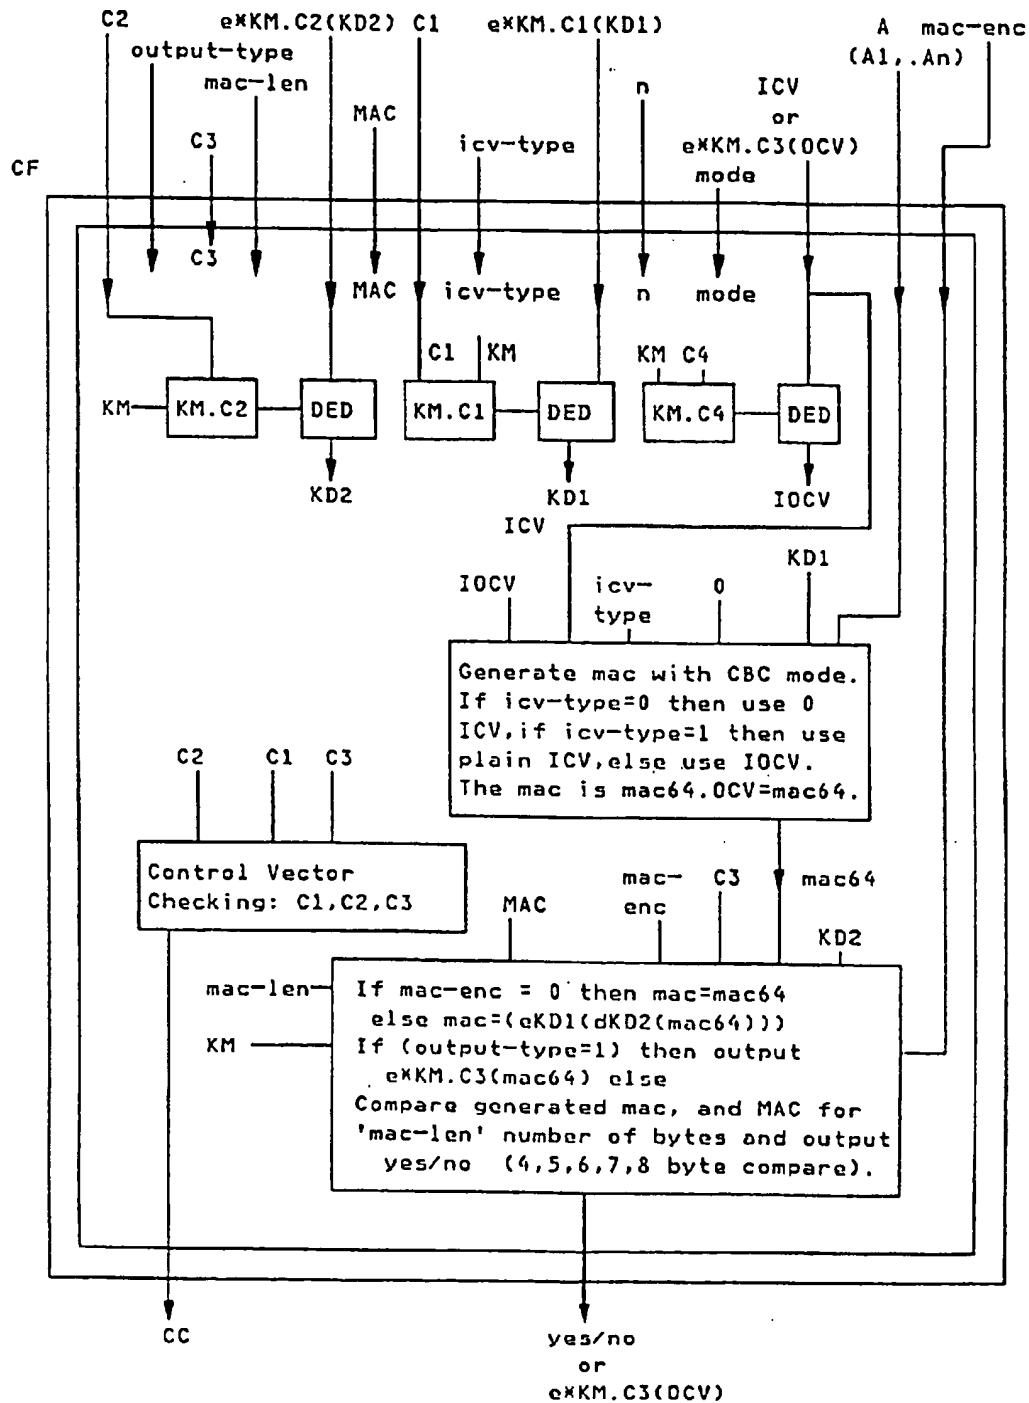 C2 e*KM.C2(KD2) C1 e*KM.C1(KD1) A mac-enc
output-type (A1,.An)
mac-len n ICV
MAC or
C3 icv-type e*KM.C3(OCV)
CF mode
C3
MAC icv-type n mode
C1 KM KM C4
KM KM.C2 DED KM.C1 DED KM.C4 DED
KD2 KD1 IOCV
ICV
KD1
IOCV icv- 0
type
Generate mac with CBC mode.
If icv-type=0 then use 0
ICV,if icv-type=1 then use
plain ICV,else use IOCV.
The mac is mac64.OCV=mac64.
C2 C1 C3
Control Vector
Checking: C1,C2,C3
mac- C3 mac64
MAC enc
KD2
mac-len If mac-enc = 0 then mac=mac64
else mac=(eKD1(dKD2(mac64)))
KM If (output-type=1) then output
e*KM.C3(mac64) else
Compare generated mac, and MAC for
'mac-len' number of bytes and output
yes/no (4,5,6,7,8 byte compare).
CC yes/no
or
e*KM.C3(OCV)